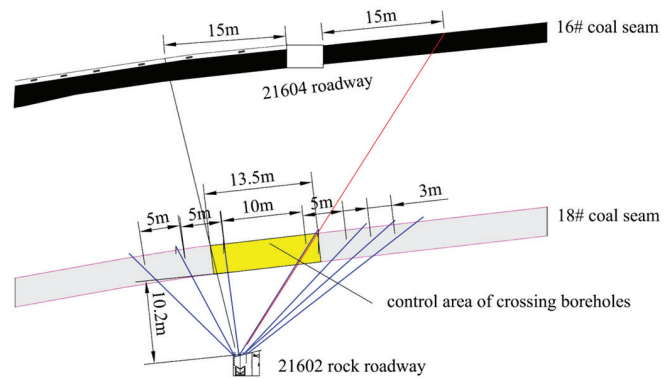 15m
15m
16# coal seam
21604 roadway
13.5m
5m
5m
10m
5m
3m
18# coal seam
10.2m
control area of crossing boreholes
21602 rock roadway